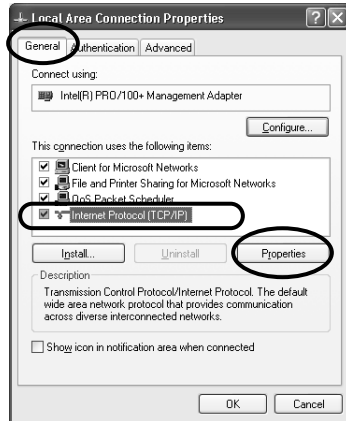 Local Area Connection Properties
General Authentication Advanced
Connect using:
Intel(R) PRO/100+ Management Adapter
Configure...
This connection uses the following items:
Client for Microsoft Networks
File and Printer Sharing for Microsoft Networks
QoS Packet Scheduler
Internet Protocol (TCP/IP)
Install... Uninstall Properties
Description
Transmission Control Protocol/Internet Protocol. The default
wide area network protocol that provides communication
across diverse interconnected networks.
Show icon in notification area when connected
OK Cancel